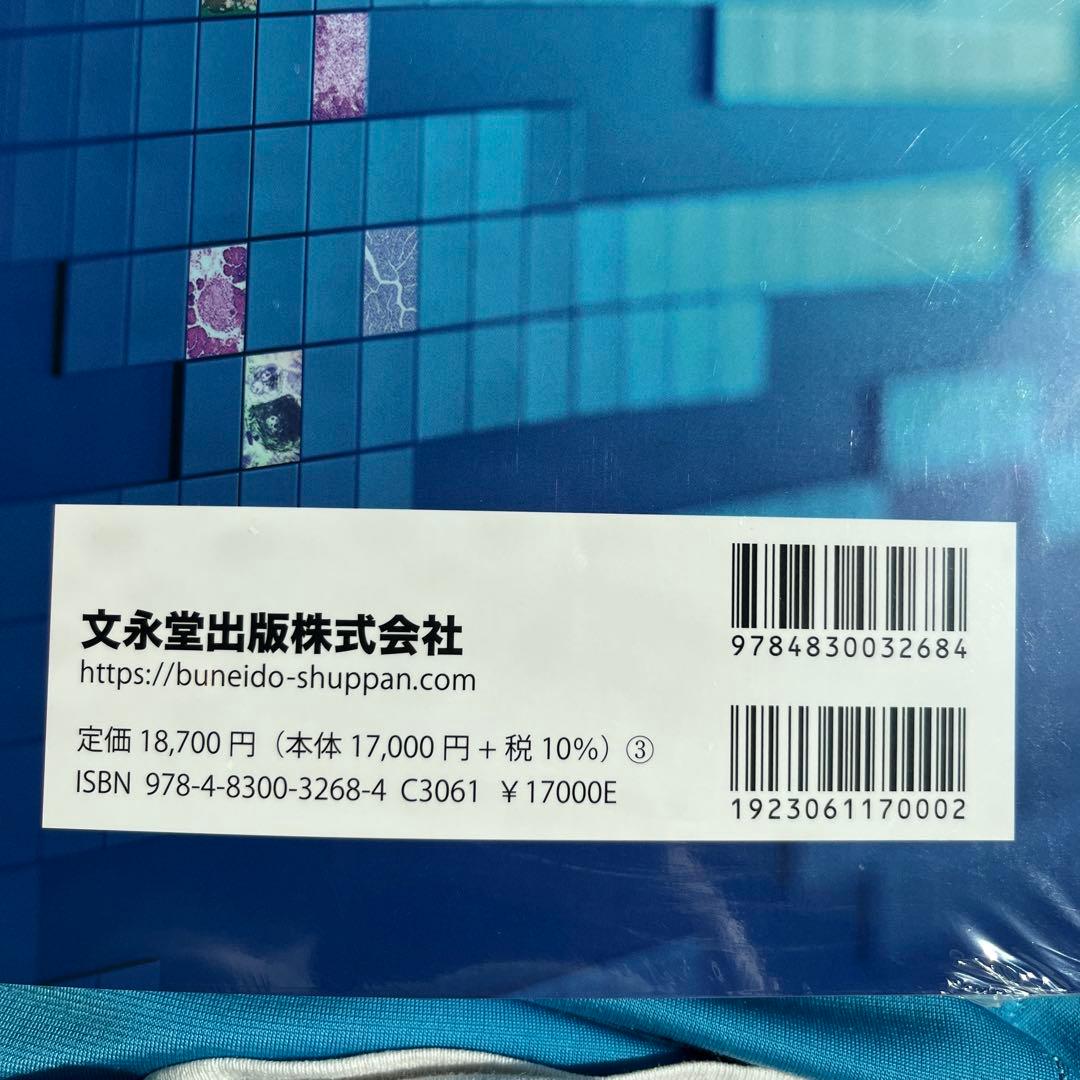 文永堂出版株式会社
https://buneido-shuppan.com
定価 18,700 円（本体 17,000 円 + 税 10%）③
ISBN 978-4-8300-3268-4 C3061 ￥17000E
9784830032684
1923061170002